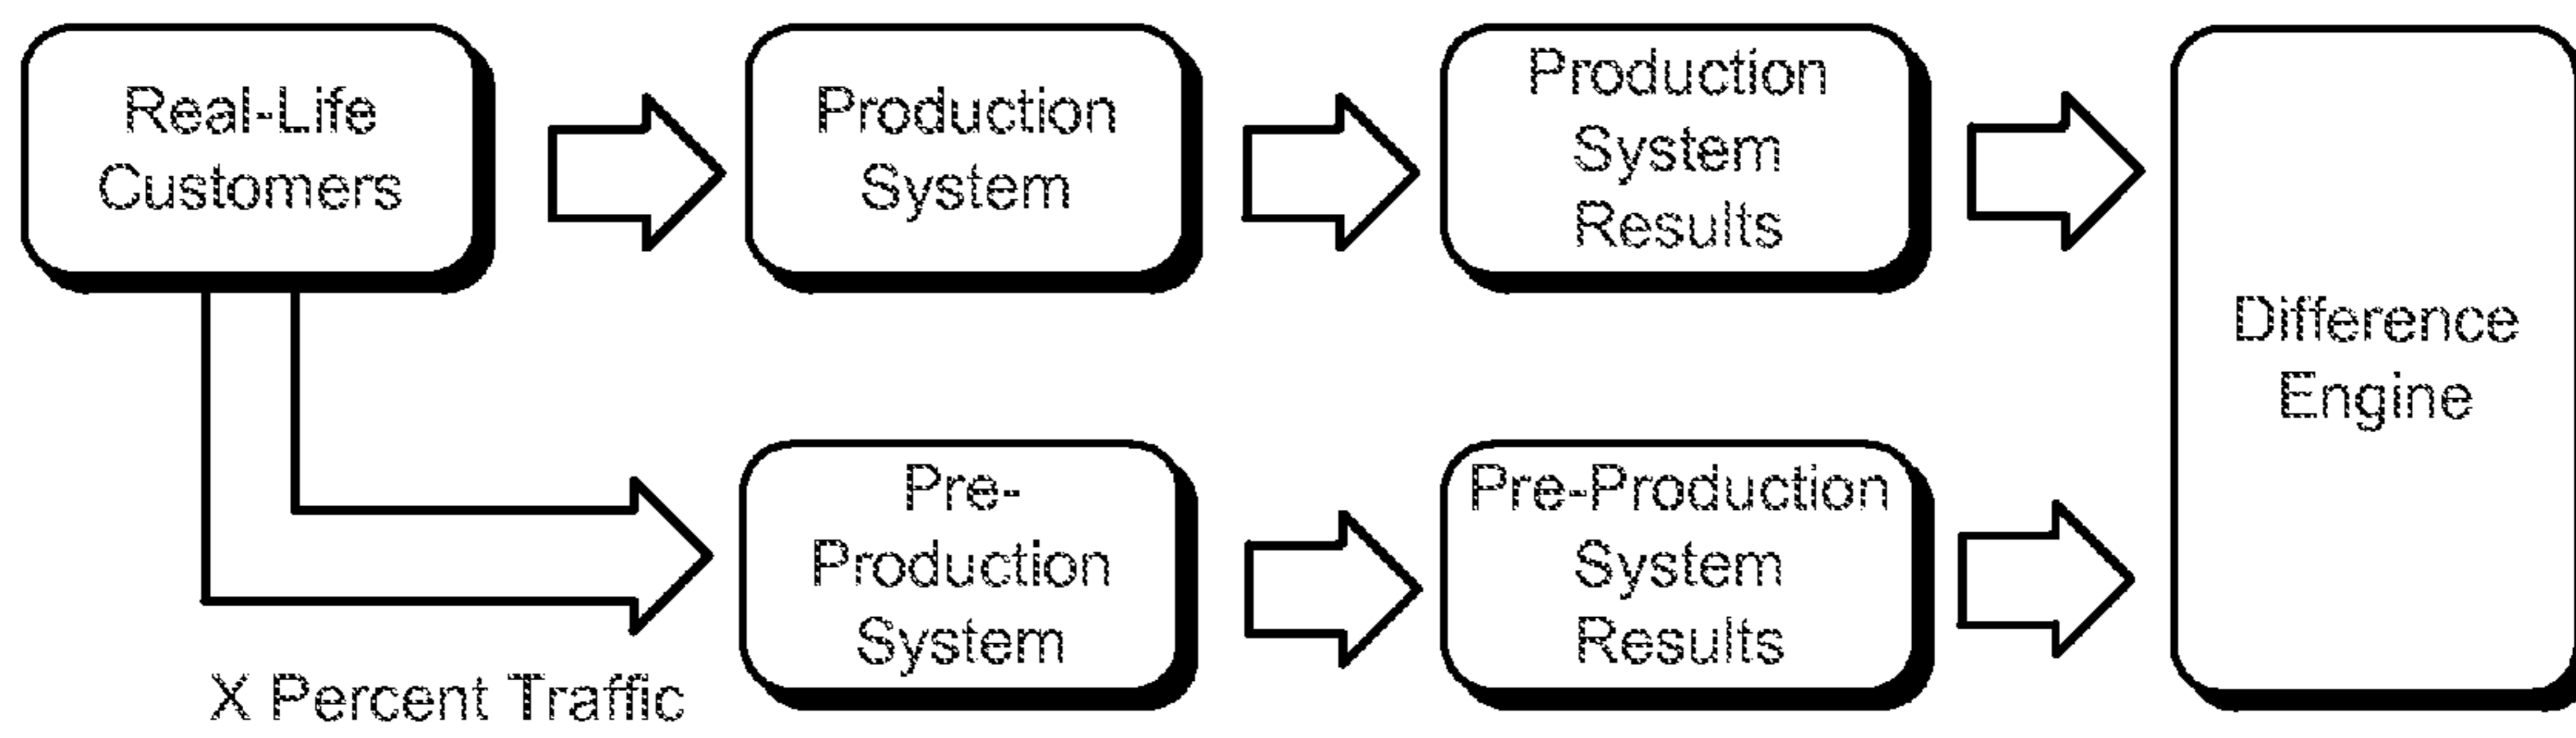 Real-Life
Customers
Production
System
Production
System
Results
Difference
Engine
Pre-
Production
System
Pre-Production
System
Results
X Percent Traffic